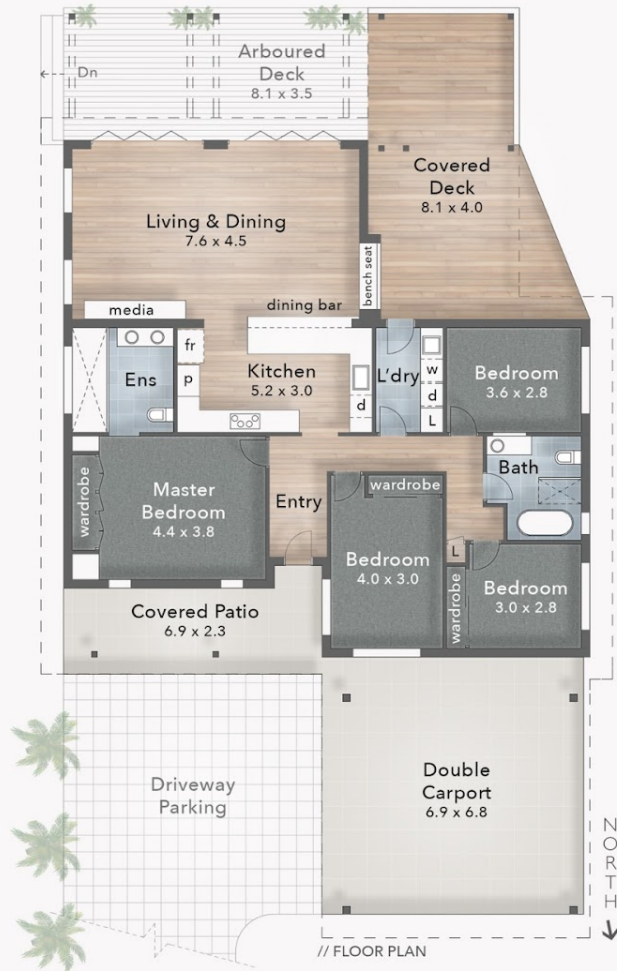 Arboured
Deck
8.1 x 3.5
Dn
Covered
Deck
8.1 x 4.0
Living & Dining
7.6 x 4.5
bench seat
media
dining bar
fr
Ens
Kitchen
5.2 x 3.0
p
d
L'dry
w
d
L
Bedroom
3.6 x 2.8
wardrobe
Master
Bedroom
4.4 x 3.8
Entry
wardrobe
Bath
Bedroom
4.0 x 3.0
L
wardrobe
Bedroom
3.0 x 2.8
Covered Patio
6.9 x 2.3
Driveway
Parking
Double
Carport
6.9 x 6.8
NORTH
// FLOOR PLAN